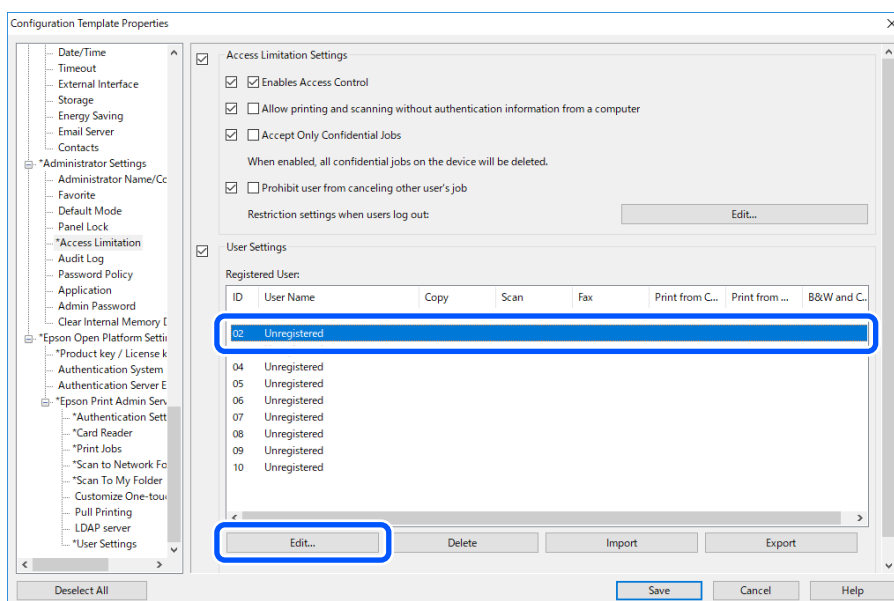 Configuration Template Properties
Date/Time
Timeout
External Interface
Storage
Energy Saving
Email Server
Contacts
*Administrator Settings
Administrator Name/Cc
Favorite
Default Mode
Panel Lock
*Access Limitation
Audit Log
Password Policy
Application
Admin Password
Clear Internal Memory D
*Epson Open Platform Settin
*Product key / License k
Authentication System
Authentication Server E
*Epson Print Admin Serv
*Authentication Sett
*Card Reader
*Print Jobs
*Scan to Network Fo
*Scan To My Folder
Customize One-touc
Pull Printing
LDAP server
*User Settings
Deselect All
Access Limitation Settings
Enables Access Control
Allow printing and scanning without authentication information from a computer
Accept Only Confidential Jobs
When enabled, all confidential jobs on the device will be deleted.
Prohibit user from canceling other user's job
Restriction settings when users log out: Edit...
User Settings
Registered User:
ID User Name Copy Scan Fax Print from C... Print from ... B&W and C..
02 Unregistered
04 Unregistered
05 Unregistered
06 Unregistered
07 Unregistered
08 Unregistered
09 Unregistered
10 Unregistered
Edit... Delete Import Export
Save Cancel Help